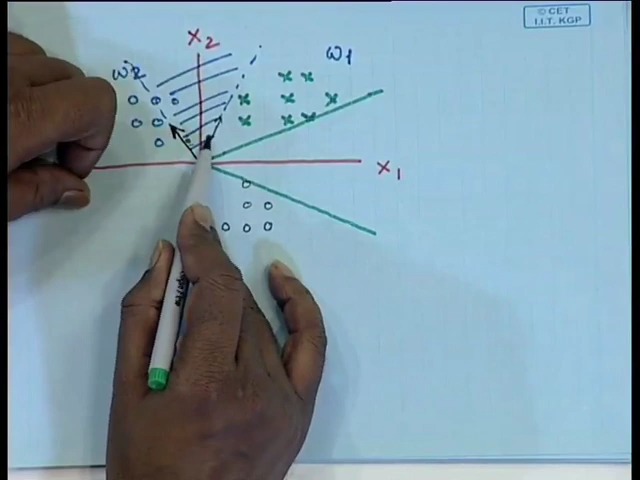 © CET
I.I.T. KGP
X2
ω1
ω2
X1